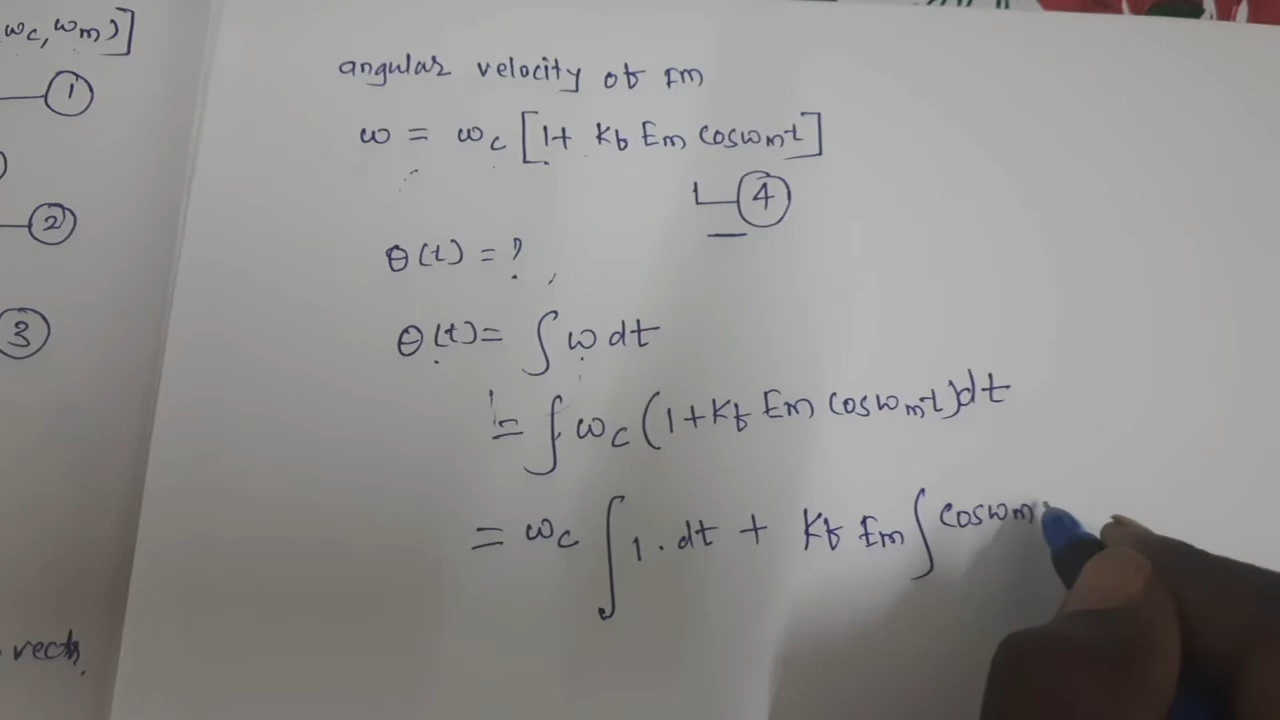 ωc, ωm)]
1
2
3
rect
angular velocity of FM
ω = ωc [1+ Kf Em cosωmt]
4
θ(t) = ?
θ(t) = ∫ ω dt
= ∫ ωc (1+Kf Em cosωmt)dt
= ωc ∫ 1. dt + Kf Em ∫ cosωm